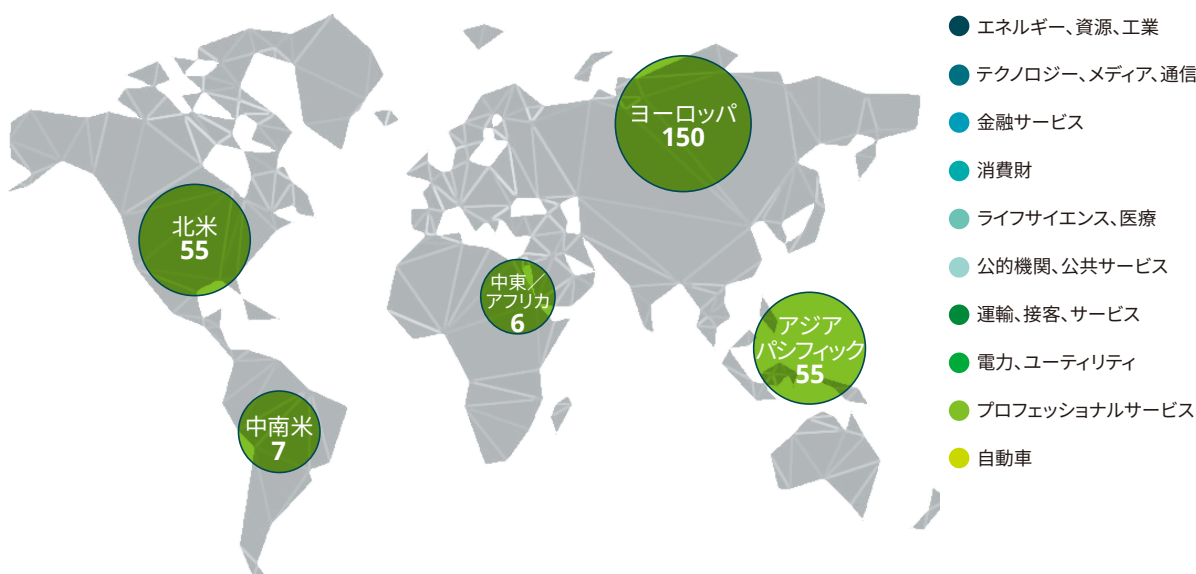 ヨーロッパ
150
北米
55
中東／
アフリカ
6
アジア
パシフィック
55
中南米
7
エネルギー、資源、工業
テクノロジー、メディア、通信
金融サービス
消費財
ライフサイエンス、医療
公的機関、公共サービス
運輸、接客、サービス
電力、ユーティリティ
プロフェッショナルサービス
自動車